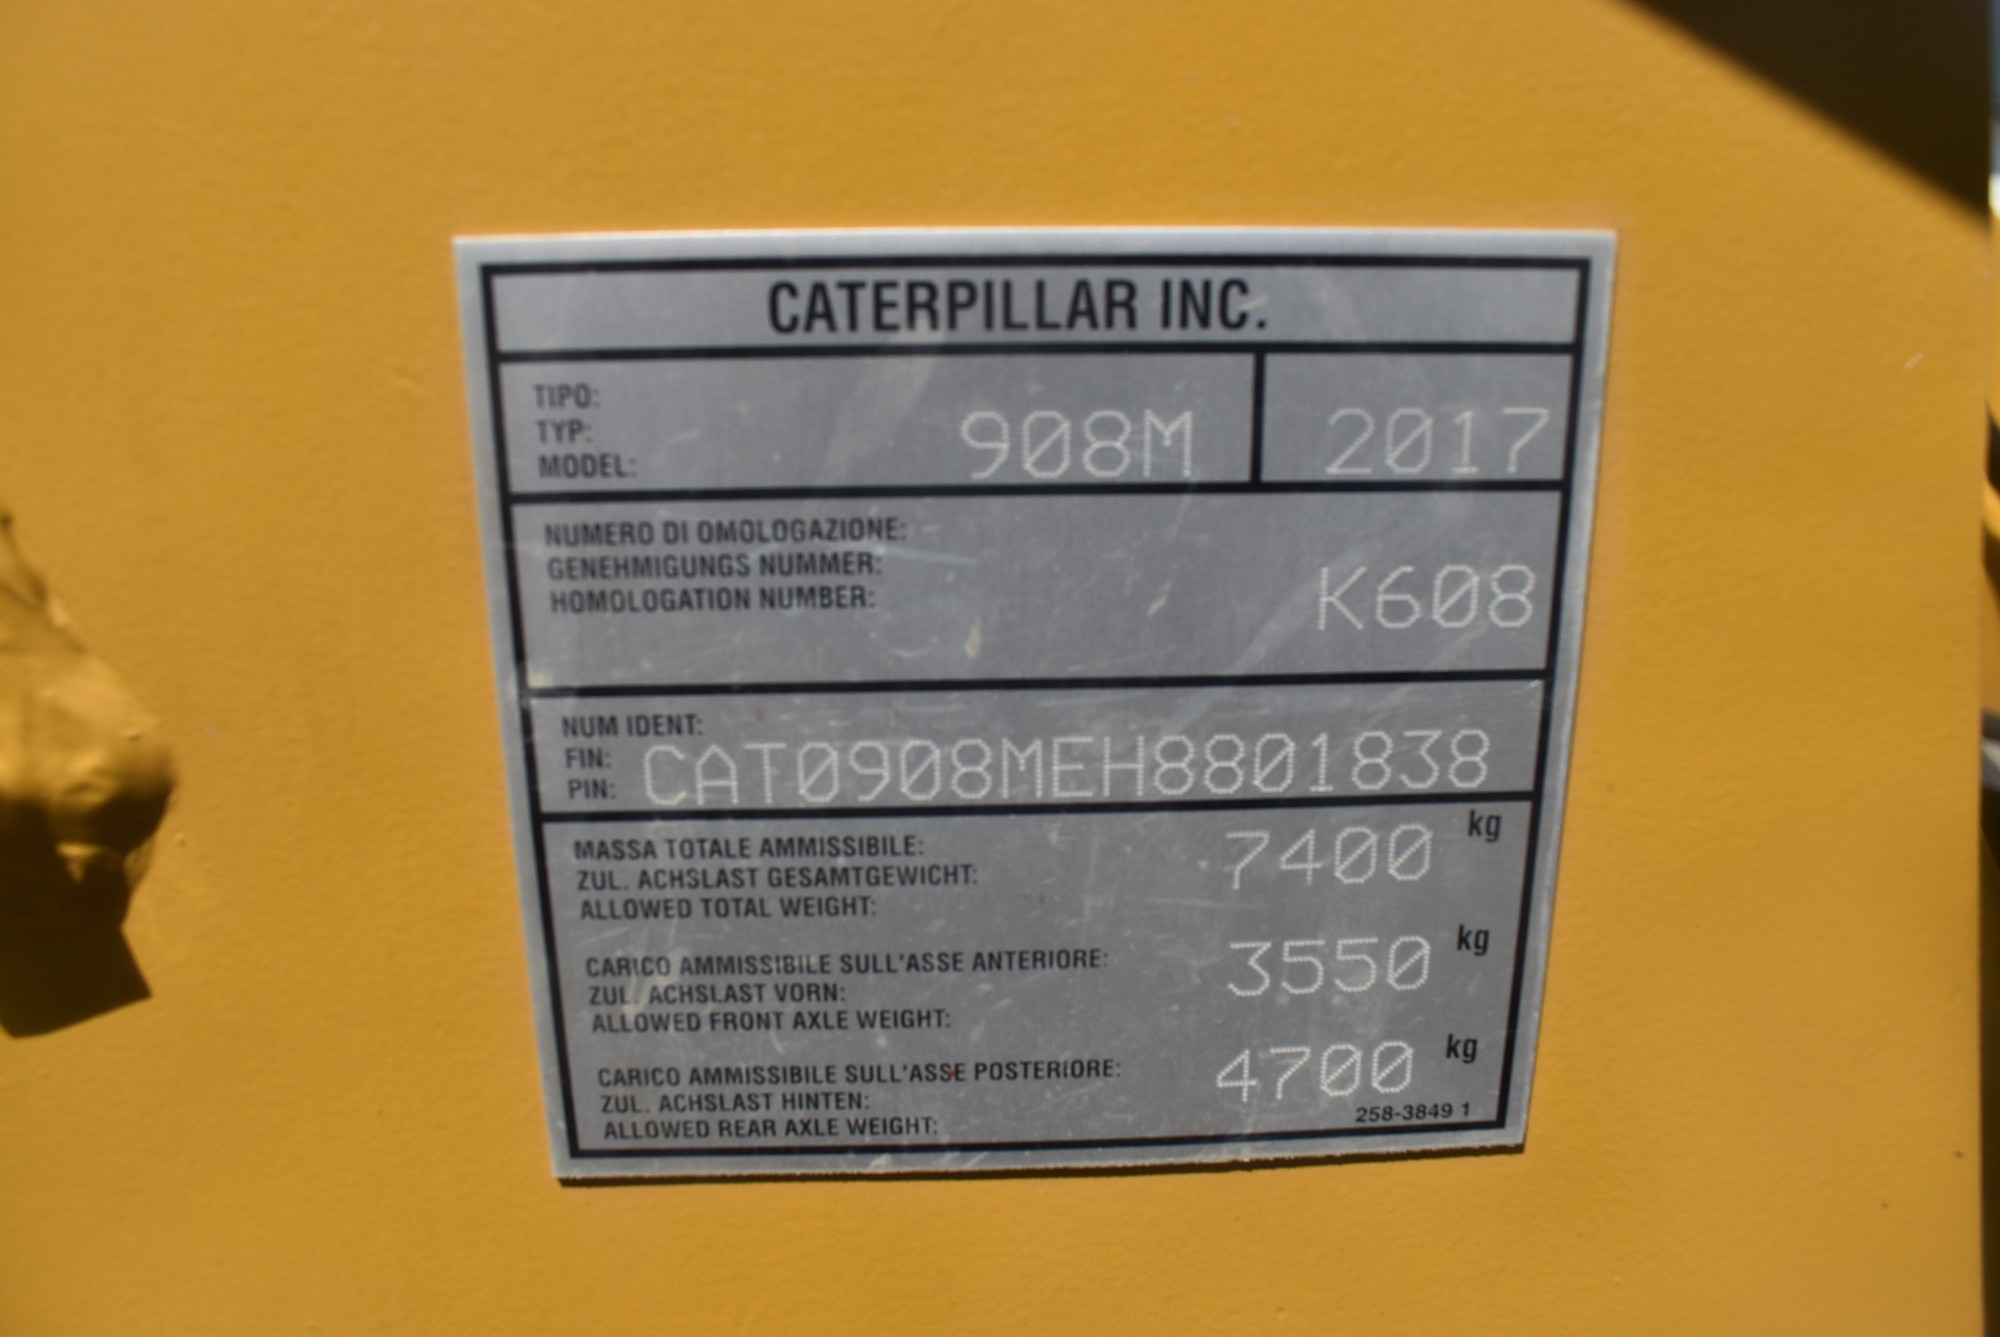 CATERPILLAR INC.
TIPO:
TYP:
MODEL:
908M
2017
NUMERO DI OMOLOGAZIONE:
GENEHMIGUNGS NUMMER:
HOMOLOGATION NUMBER:
K608
NUM IDENT:
FIN:
PIN:
CAT0908MEH8801838
MASSA TOTALE AMMISSIBILE:
ZUL. ACHSLAST GESAMTGEWICHT:
ALLOWED TOTAL WEIGHT:
7400 kg
CARICO AMMISSIBILE SULL'ASSE ANTERIORE:
ZUL. ACHSLAST VORN:
ALLOWED FRONT AXLE WEIGHT:
3550 kg
CARICO AMMISSIBILE SULL'ASSE POSTERIORE:
ZUL. ACHSLAST HINTEN:
ALLOWED REAR AXLE WEIGHT:
4700 kg
258-3849 1